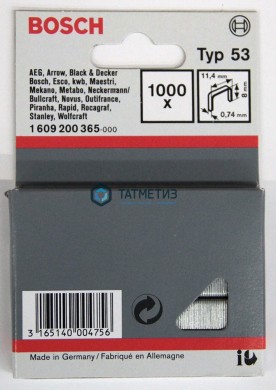 BOSCH
Typ 53
AEG, Arrow, Black & Decker
Bosch, Esco, kwb, Maestri,
Mekano, Metabo, Neckermann/
Bullcraft, Novus, Outifrance,
Piranha, Rapid, Rocagraf,
Stanley, Wolfcraft
1 609 200 365-000
1000
x
11,4 mm
8 mm
0,74 mm
ТАТМЕТИЗ
3 165140 004756
Made in Germany / Fabriqué en Allemagne